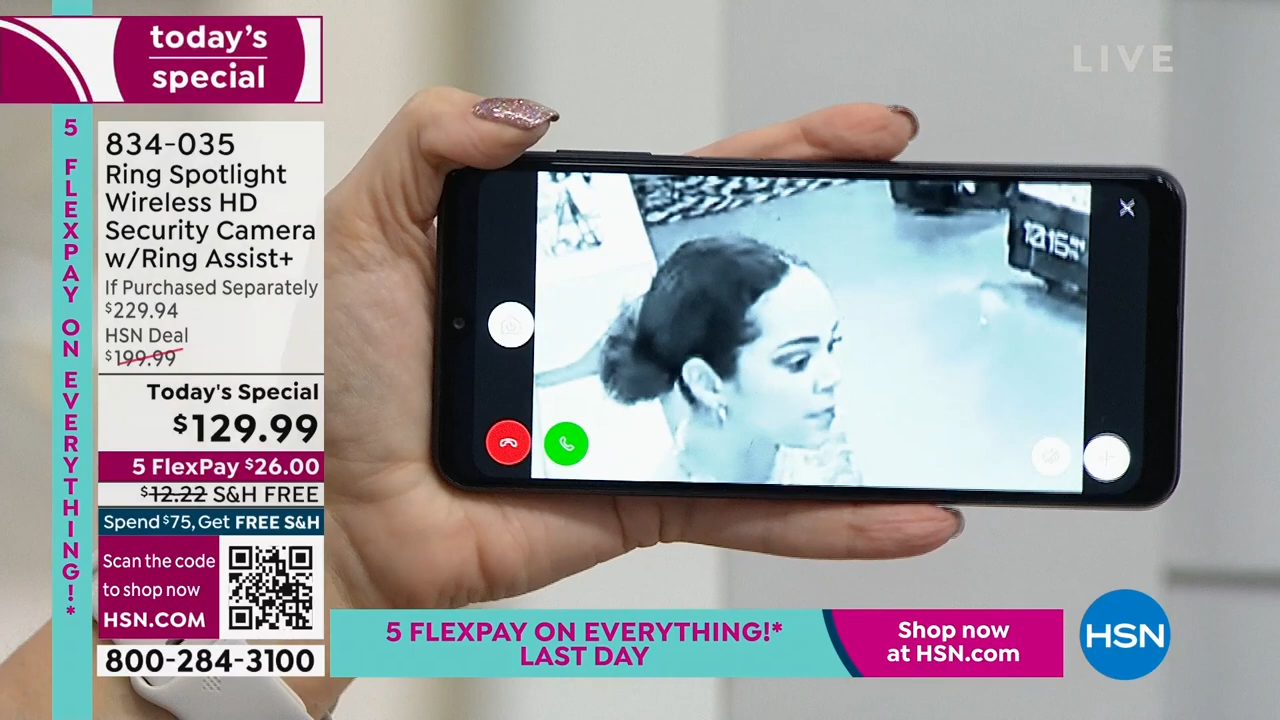 today's
special
LIVE
5 FLEXPAY ON EVERYTHING!*
834-035
Ring Spotlight
Wireless HD
Security Camera
w/Ring Assist+
If Purchased Separately
$229.94
HSN Deal
$199.99
Today's Special
$129.99
5 FlexPay $26.00
$12.22 S&H FREE
Spend $75, Get FREE S&H
Scan the code
to shop now
HSN.COM
800-284-3100
5 FLEXPAY ON EVERYTHING!*
LAST DAY
Shop now
at HSN.com
HSN